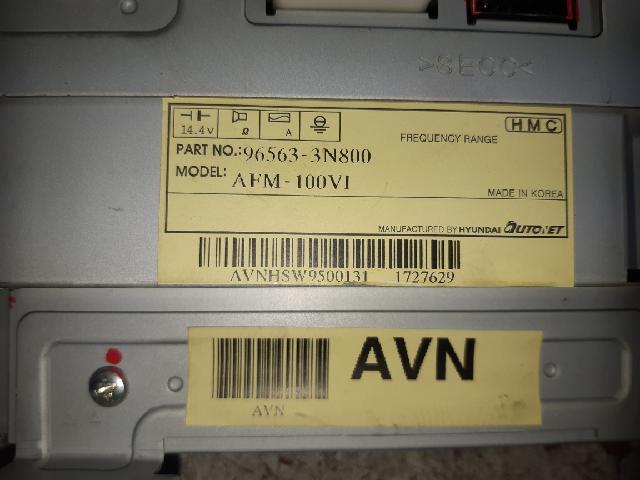 >SECC<
14.4V Ω A
FREQUENCY RANGE
HMC
PART NO.: 96563-3N800
MODEL: AFM-100VI
MADE IN KOREA
MANUFACTURED BY HYUNDAI AUTONET
AVNHSW9500131 1727629
AVN
AVN